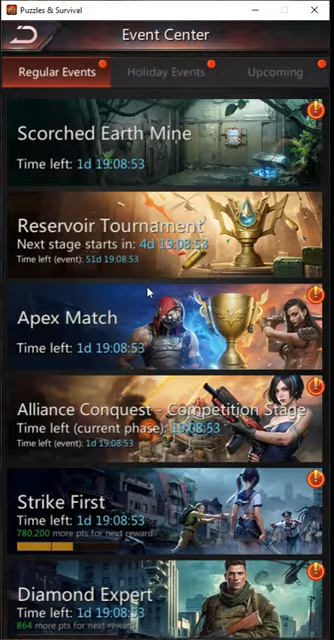 Puzzles & Survival
Event Center
Regular Events
Holiday Events
Upcoming
Scorched Earth Mine
Time left: 1d 19:08:53
Reservoir Tournament
Next stage starts in: 4d 19:08:53
Time left (event): 51d 19:08:53
Apex Match
Time left: 1d 19:08:53
Alliance Conquest - Competition Stage
Time left (current phase): 19:08:53
Time left (event): 1d 19:08:53
Strike First
Time left: 1d 19:08:53
780,200 more pts for next reward
Diamond Expert
Time left: 1d 19:08:53
864 more pts for next reward